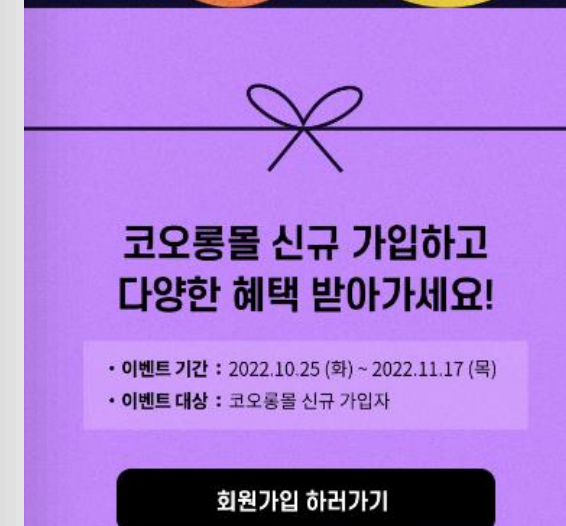 코오롱몰 신규 가입하고
다양한 혜택 받아가세요!
• 이벤트 기간 : 2022.10.25 (화) ~ 2022.11.17 (목)
• 이벤트 대상 : 코오롱몰 신규 가입자
회원가입 하러가기